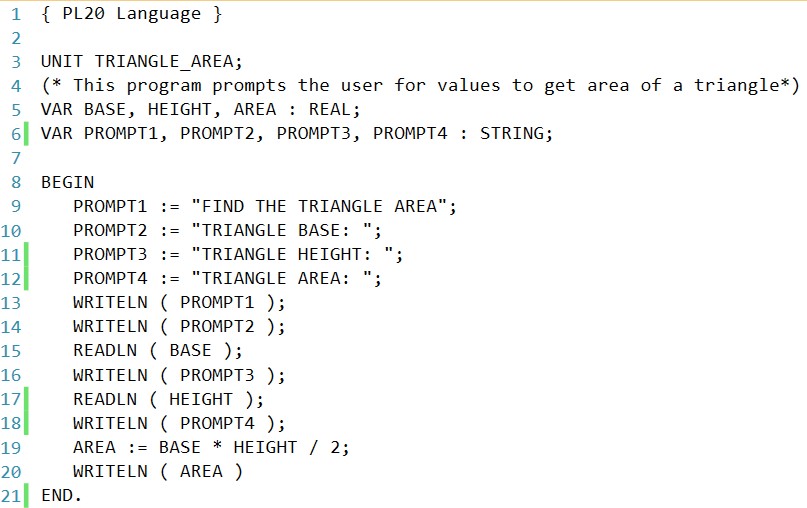 1 { PL20 Language }
2
3 UNIT TRIANGLE_AREA;
4 (* This program prompts the user for values to get area of a triangle*)
5 VAR BASE, HEIGHT, AREA : REAL;
6 VAR PROMPT1, PROMPT2, PROMPT3, PROMPT4 : STRING;
7
8 BEGIN
9    PROMPT1 := "FIND THE TRIANGLE AREA";
10    PROMPT2 := "TRIANGLE BASE: ";
11    PROMPT3 := "TRIANGLE HEIGHT: ";
12    PROMPT4 := "TRIANGLE AREA: ";
13    WRITELN ( PROMPT1 );
14    WRITELN ( PROMPT2 );
15    READLN ( BASE );
16    WRITELN ( PROMPT3 );
17    READLN ( HEIGHT );
18    WRITELN ( PROMPT4 );
19    AREA := BASE * HEIGHT / 2;
20    WRITELN ( AREA )
21 END.